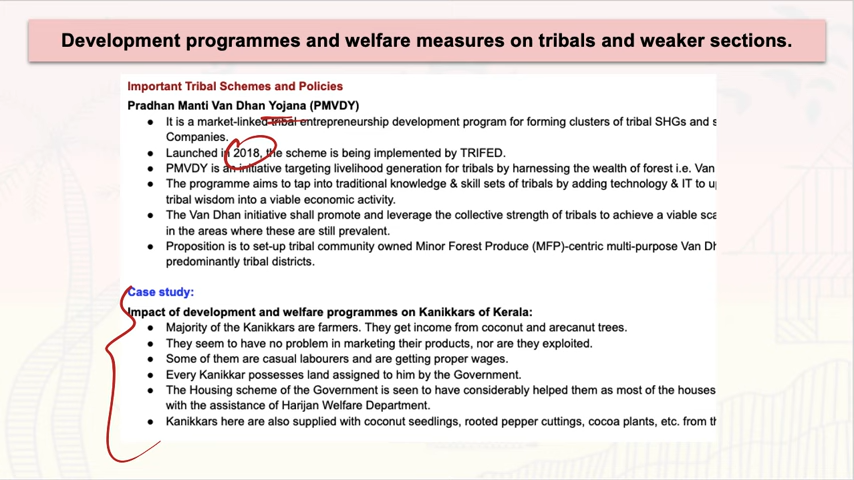 Development programmes and welfare measures on tribals and weaker sections.
Important Tribal Schemes and Policies
Pradhan Manti Van Dhan Yojana (PMVDY)
● It is a market-linked tribal entrepreneurship development program for forming clusters of tribal SHGs and s
Companies.
● Launched in 2018, the scheme is being implemented by TRIFED.
● PMVDY is an initiative targeting livelihood generation for tribals by harnessing the wealth of forest i.e. Van
● The programme aims to tap into traditional knowledge & skill sets of tribals by adding technology & IT to u
tribal wisdom into a viable economic activity.
● The Van Dhan initiative shall promote and leverage the collective strength of tribals to achieve a viable sca
in the areas where these are still prevalent.
● Proposition is to set-up tribal community owned Minor Forest Produce (MFP)-centric multi-purpose Van Dh
predominantly tribal districts.
Case study:
Impact of development and welfare programmes on Kanikkars of Kerala:
● Majority of the Kanikkars are farmers. They get income from coconut and arecanut trees.
● They seem to have no problem in marketing their products, nor are they exploited.
● Some of them are casual labourers and are getting proper wages.
● Every Kanikkar possesses land assigned to him by the Government.
● The Housing scheme of the Government is seen to have considerably helped them as most of the houses
with the assistance of Harijan Welfare Department.
● Kanikkars here are also supplied with coconut seedlings, rooted pepper cuttings, cocoa plants, etc. from th